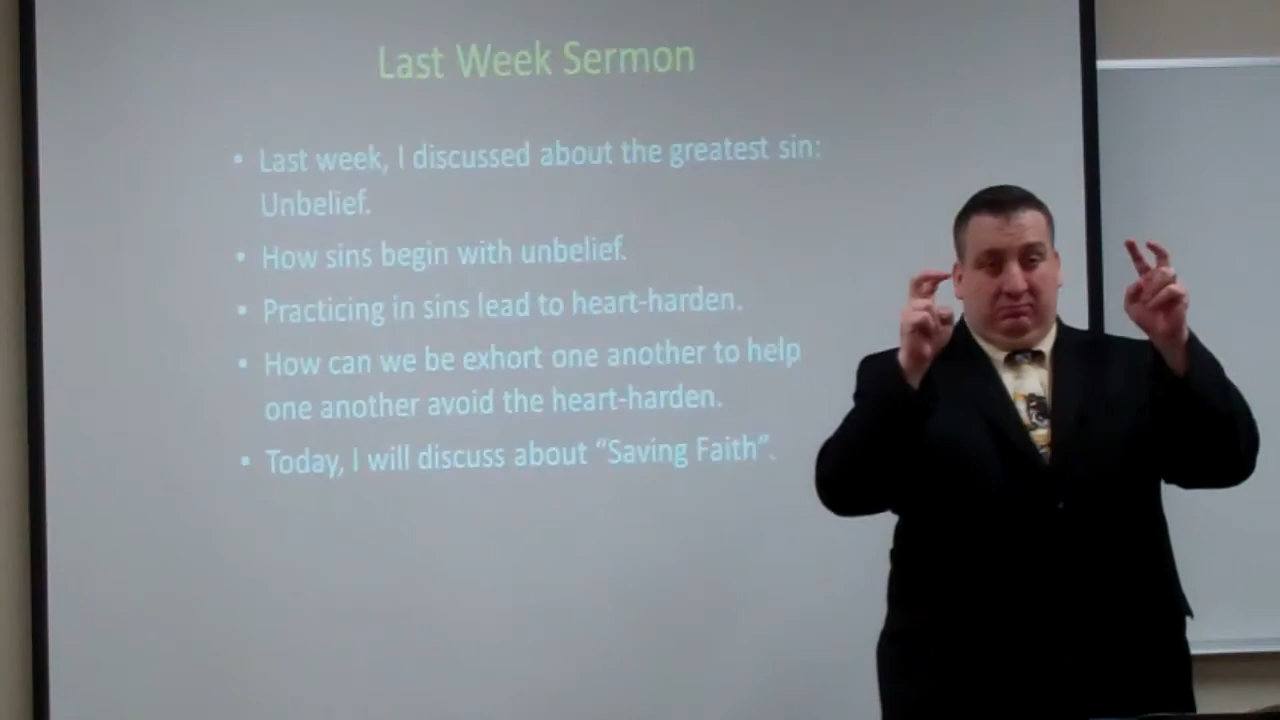 Last Week Sermon
• Last week, I discussed about the greatest sin:
Unbelief.
• How sins begin with unbelief.
• Practicing in sins lead to heart-harden.
• How can we be exhort one another to help
one another avoid the heart-harden.
• Today, I will discuss about “Saving Faith”.